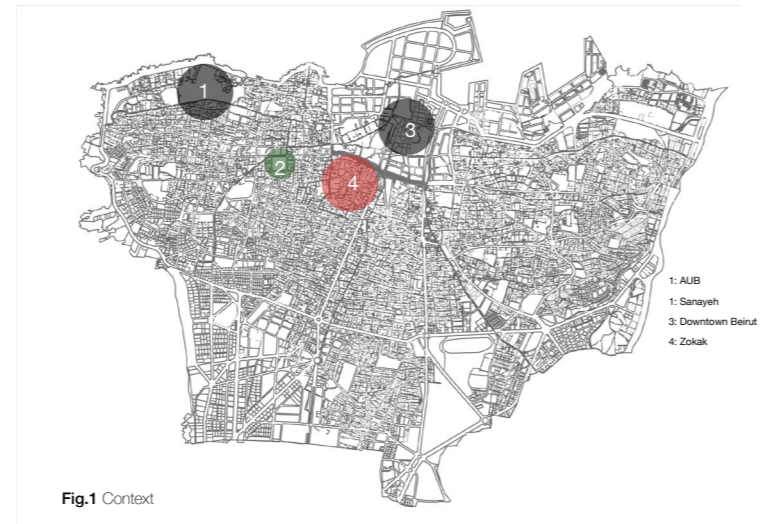 1
3
2
4
1: AUB
1: Sanayeh
3: Downtown Beirut
4: Zokak
Fig.1 Context